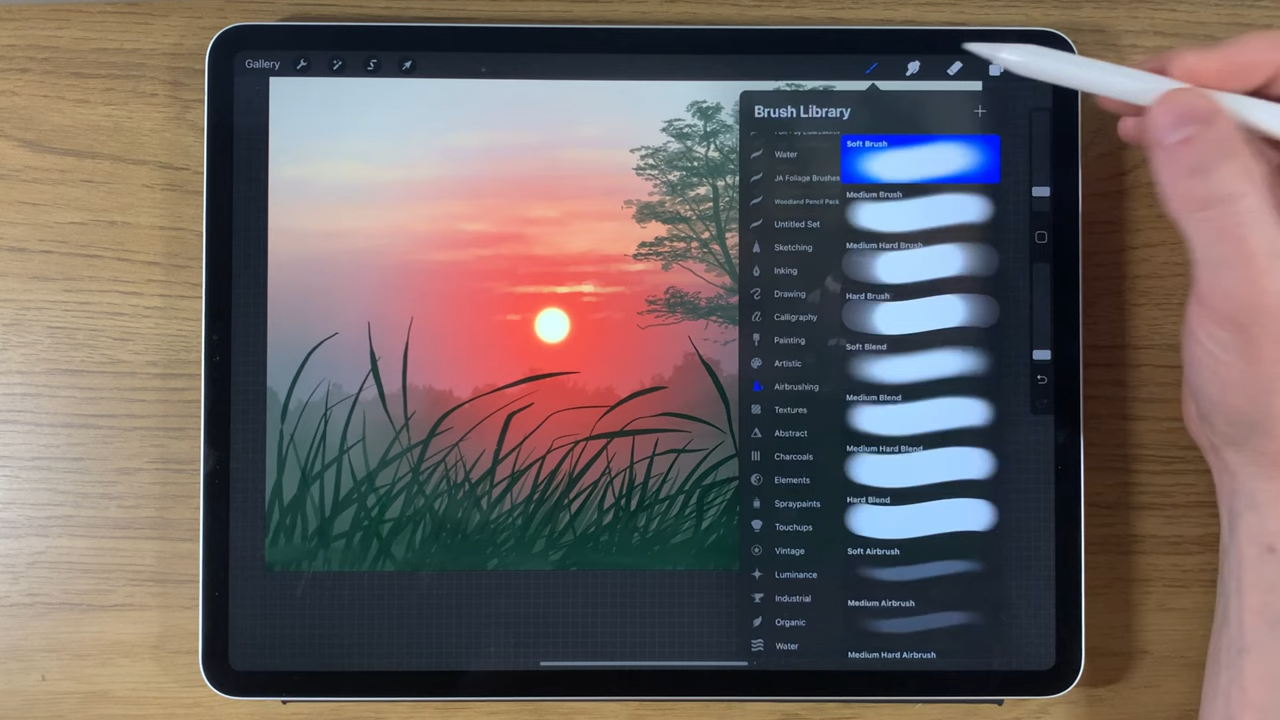 Gallery
Brush Library
Water
JA Foliage Brushes
Woodland Pencil Pack
Untitled Set
Sketching
Inking
Drawing
Calligraphy
Painting
Artistic
Airbrushing
Textures
Abstract
Charcoals
Elements
Spraypaints
Touchups
Vintage
Luminance
Industrial
Organic
Water
Soft Brush
Medium Brush
Medium Hard Brush
Hard Brush
Soft Blend
Medium Blend
Medium Hard Blend
Hard Blend
Soft Airbrush
Medium Airbrush
Medium Hard Airbrush